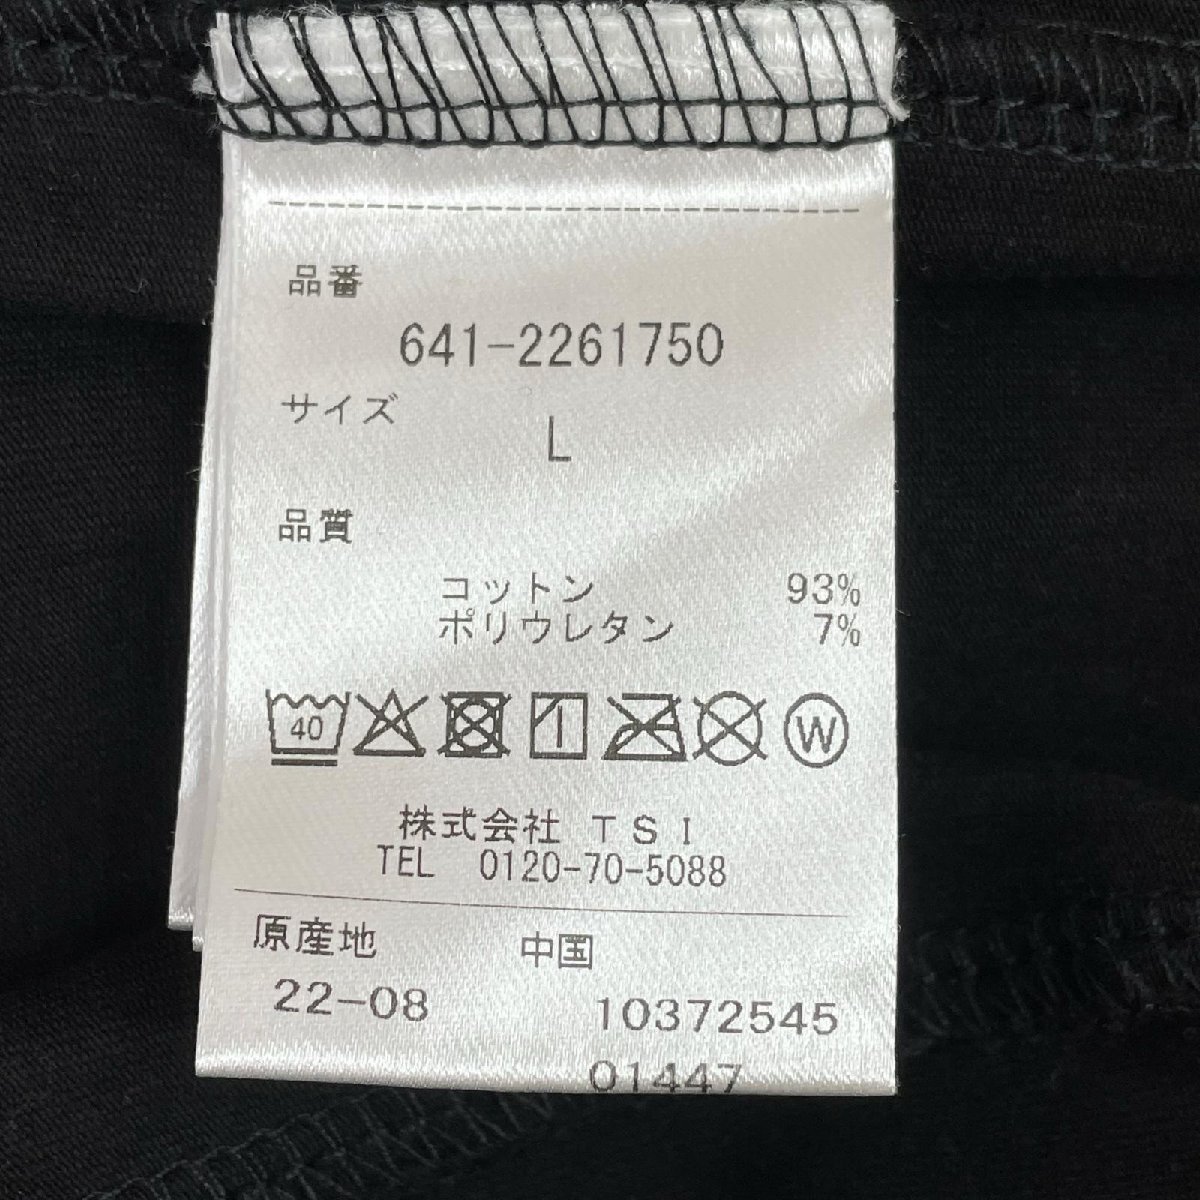 品番
641-2261750
サイズ
L
品質
コットン 93%
ポリウレタン 7%
40
W
株式会社 TSI
TEL 0120-70-5088
原産地 中国
22-08 10372545
01447